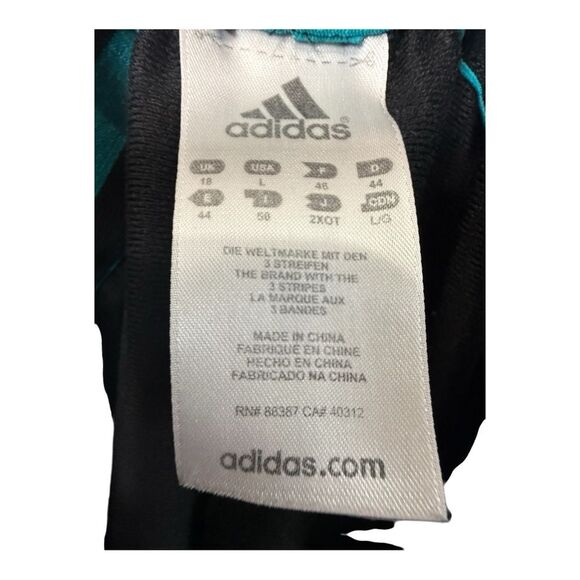 adidas®
UK USA F D
18 L 46 44
E I J CDN
44 50 2XOT L/G
DIE WELTMARKE MIT DEN
3 STREIFEN
THE BRAND WITH THE
3 STRIPES
LA MARQUE AUX
3 BANDES
MADE IN CHINA
FABRIQUÉ EN CHINE
HECHO EN CHINA
FABRICADO NA CHINA
RN# 88387 CA# 40312
adidas.com